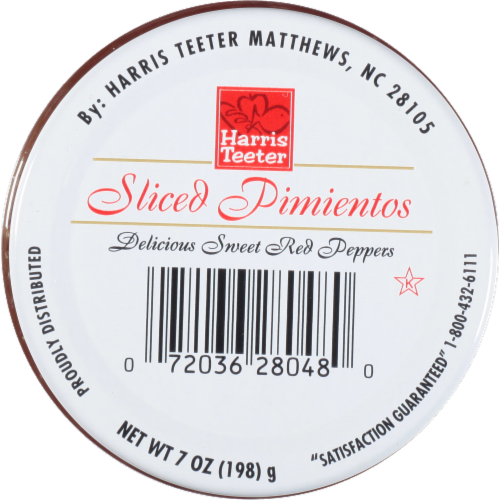 PROUDLY DISTRIBUTED
By: HARRIS TEETER MATTHEWS, NC 28105
Harris
Teeter
Sliced Pimientos
Delicious Sweet Red Peppers
K
0 72036 28048 0
NET WT 7 OZ (198) g
"SATISFACTION GUARANTEED" 1-800-432-6111